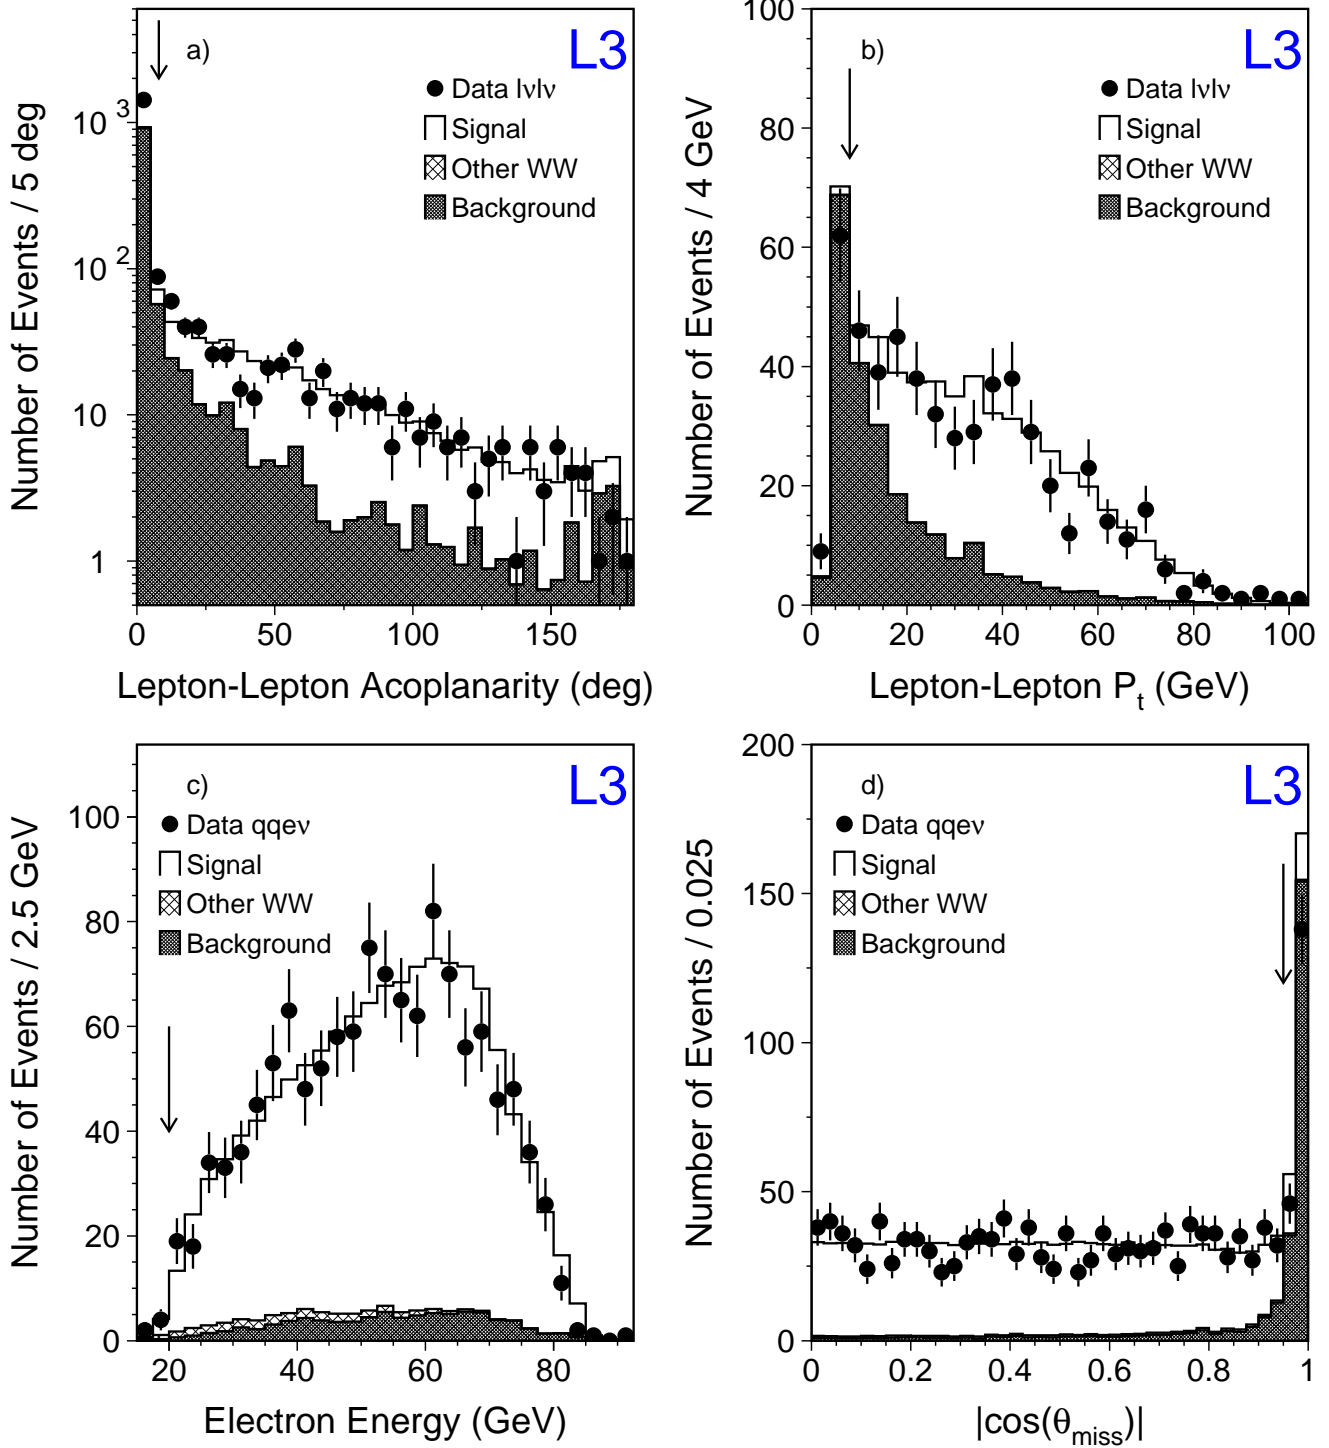 L3
a)
Data lνlν
Signal
Other WW
Background
10 3
10 2
10
1
0 50 100 150
Number of Events / 5 deg
Lepton-Lepton Acoplanarity (deg)
L3
b)
Data lνlν
Signal
Other WW
Background
100
80
60
40
20
0
0 20 40 60 80 100
Number of Events / 4 GeV
Lepton-Lepton Pt (GeV)
L3
c)
Data qqeν
Signal
Other WW
Background
100
80
60
40
20
0
20 40 60 80
Number of Events / 2.5 GeV
Electron Energy (GeV)
L3
d)
Data qqeν
Signal
Other WW
Background
200
150
100
50
0
0 0.2 0.4 0.6 0.8 1
Number of Events / 0.025
|cos(θmiss)|